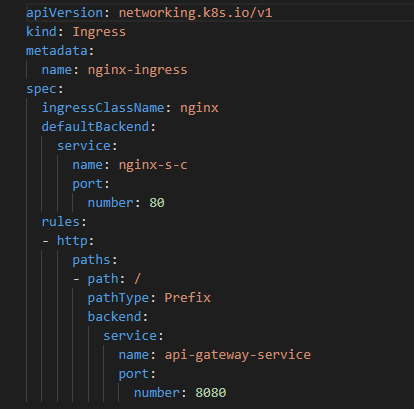 apiVersion: networking.k8s.io/v1
kind: Ingress
metadata:
  name: nginx-ingress
spec:
  ingressClassName: nginx
  defaultBackend:
    service:
      name: nginx-s-c
      port:
        number: 80
  rules:
  - http:
      paths:
      - path: /
        pathType: Prefix
        backend:
          service:
            name: api-gateway-service
            port:
              number: 8080